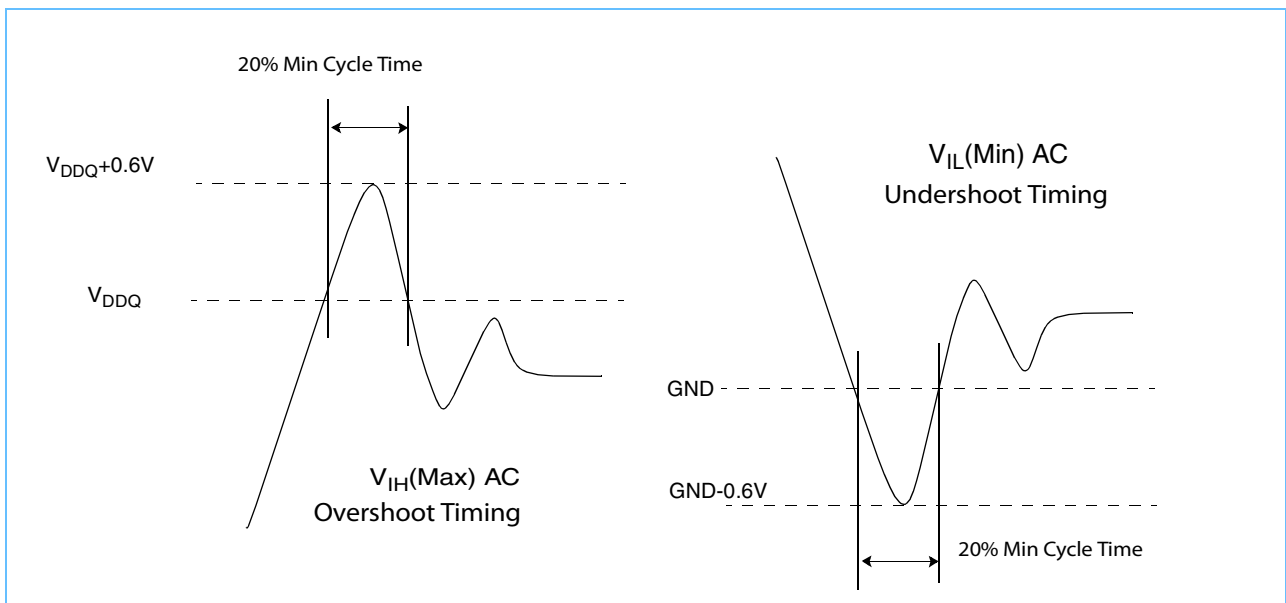 20% Min Cycle Time
VDDQ+0.6V
VDDQ
VIH(Max) AC
Overshoot Timing
VIL(Min) AC
Undershoot Timing
GND
GND-0.6V
20% Min Cycle Time